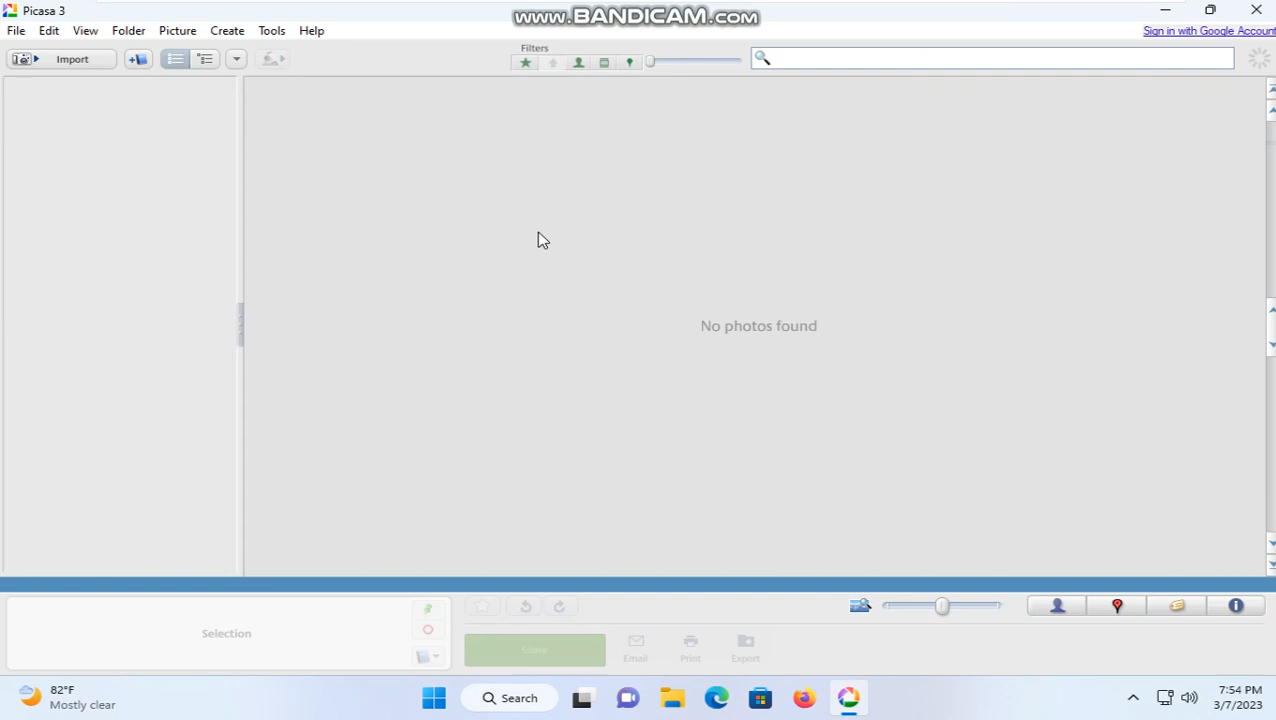 Picasa 3
www.BANDICAM.com
File Edit View Folder Picture Create Tools Help
Sign in with Google Account
Import
Filters
No photos found
Selection
Share
Email Print Export
82°F
Mostly clear
Search
7:54 PM
3/7/2023